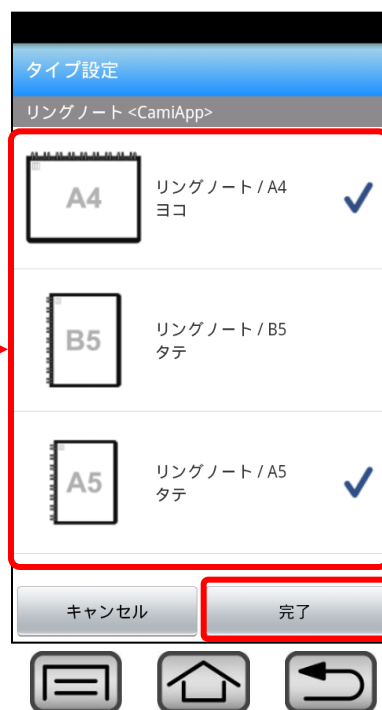 タイプ設定
リングノート <CamiApp>
A4
リングノート / A4
ヨコ
B5
リングノート / B5
タテ
A5
リングノート / A5
タテ
キャンセル
完了